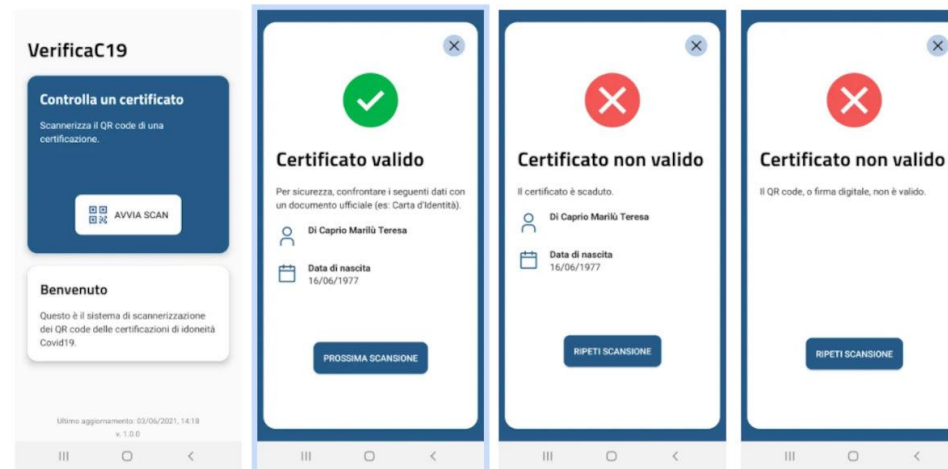 VerificaC19
Controlla un certificato
Scannerizza il QR code di una
certificazione.
AVVIA SCAN
Benvenuto
Questo è il sistema di scannerizzazione
dei QR code delle certificazioni di idoneità
Covid19.
Ultimo aggiornamento: 03/06/2021, 14:18
v. 1.0.0
Certificato valido
Per sicurezza, confrontare i seguenti dati con
un documento ufficiale (es: Carta d'Identità).
Di Caprio Marilù Teresa
Data di nascita
16/06/1977
PROSSIMA SCANSIONE
Certificato non valido
Il certificato è scaduto.
Di Caprio Marilù Teresa
Data di nascita
16/06/1977
RIPETI SCANSIONE
Certificato non valido
Il QR code, o firma digitale, non è valido.
RIPETI SCANSIONE